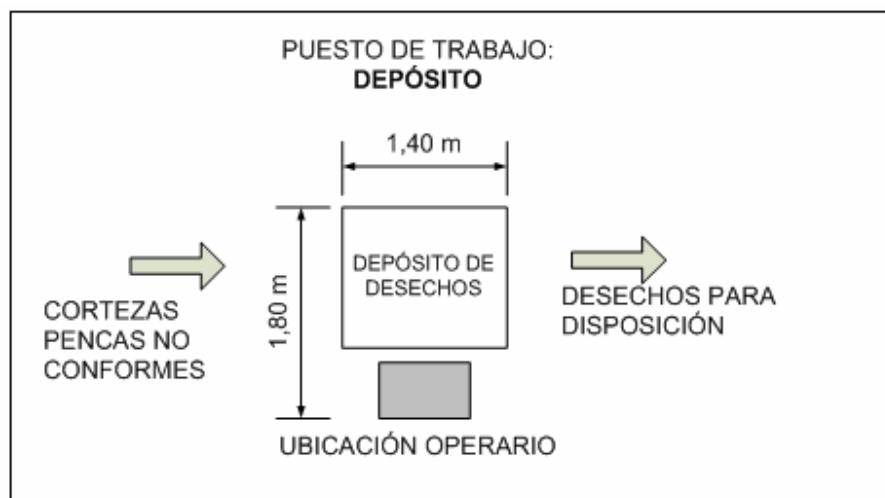 PUESTO DE TRABAJO:
DEPÓSITO
1,40 m
1,80 m
DEPÓSITO DE
DESECHOS
CORTEZAS
PENCAS NO
CONFORMES
DESECHOS PARA
DISPOSICIÓN
UBICACIÓN OPERARIO